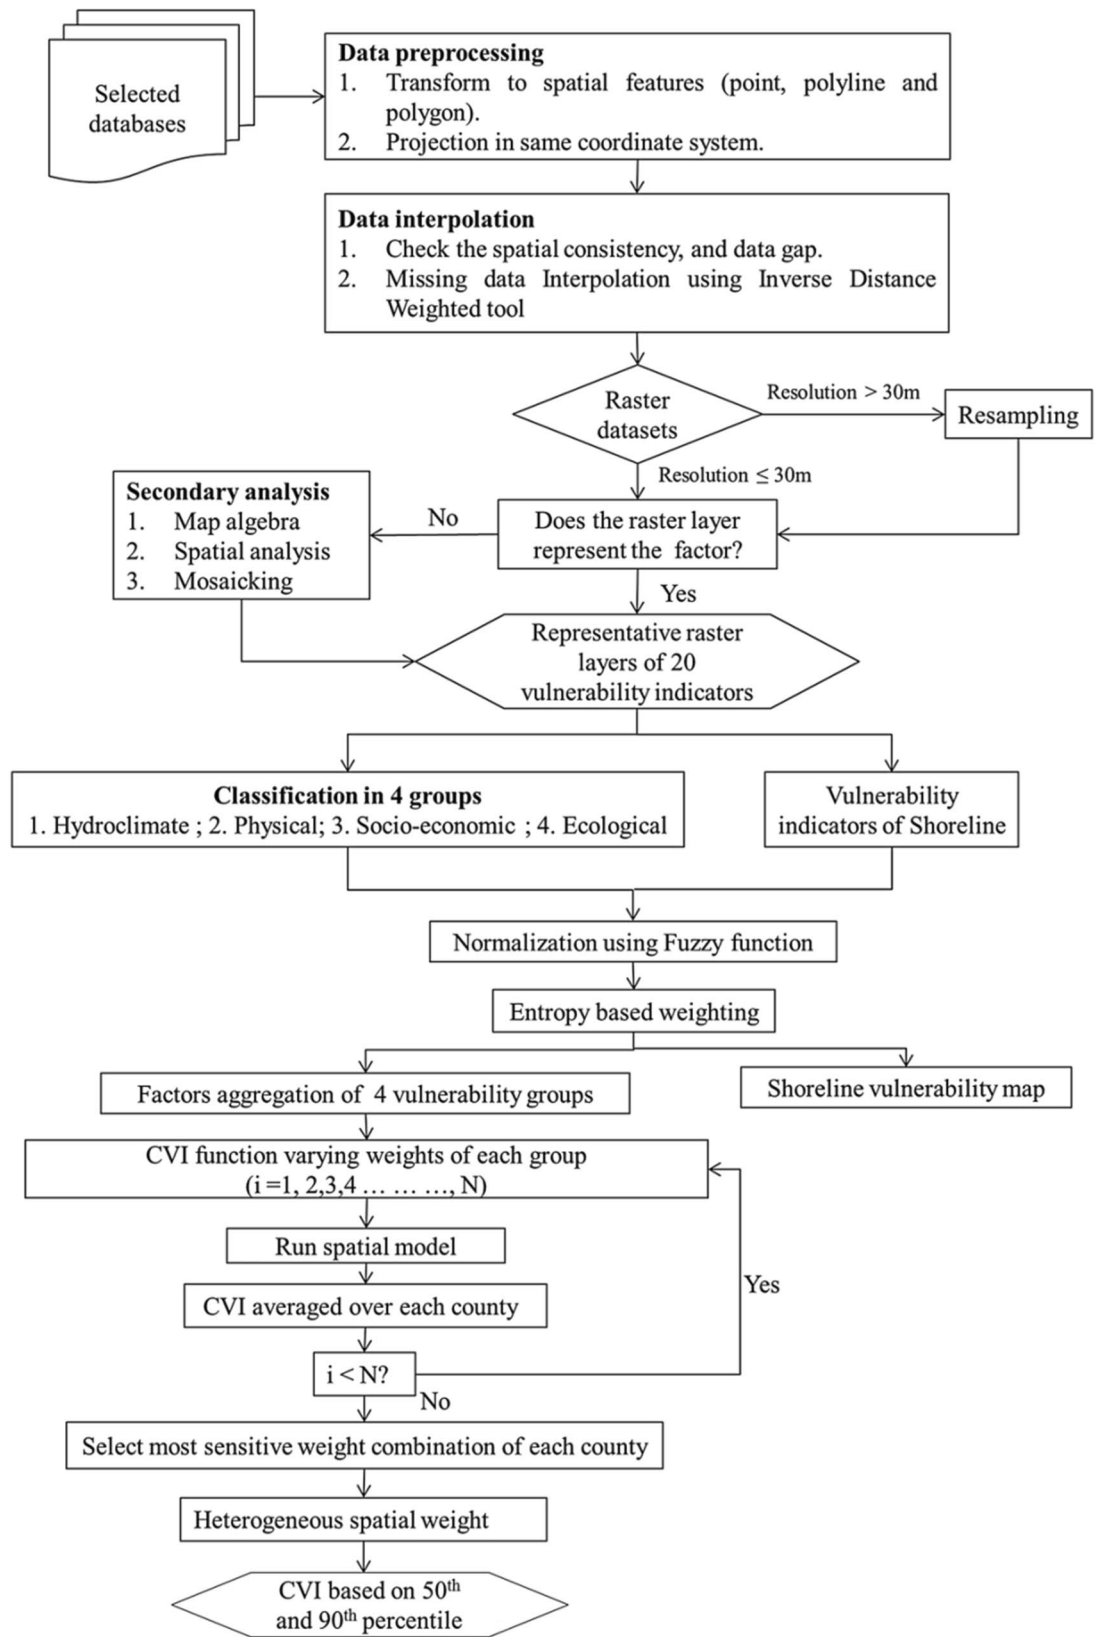 Selected
databases
Data preprocessing
1. Transform to spatial features (point, polyline and
polygon).
2. Projection in same coordinate system.
Data interpolation
1. Check the spatial consistency, and data gap.
2. Missing data Interpolation using Inverse Distance
Weighted tool
Raster
datasets
Resolution > 30m
Resampling
Resolution ≤ 30m
Secondary analysis
1. Map algebra
2. Spatial analysis
3. Mosaicking
No
Does the raster layer
represent the factor?
Yes
Representative raster
layers of 20
vulnerability indicators
Classification in 4 groups
1. Hydroclimate ; 2. Physical; 3. Socio-economic ; 4. Ecological
Vulnerability
indicators of Shoreline
Normalization using Fuzzy function
Entropy based weighting
Factors aggregation of 4 vulnerability groups
Shoreline vulnerability map
CVI function varying weights of each group
(i =1, 2,3,4 … … …, N)
Run spatial model
CVI averaged over each county
Yes
i < N?
No
Select most sensitive weight combination of each county
Heterogeneous spatial weight
CVI based on 50th
and 90th percentile